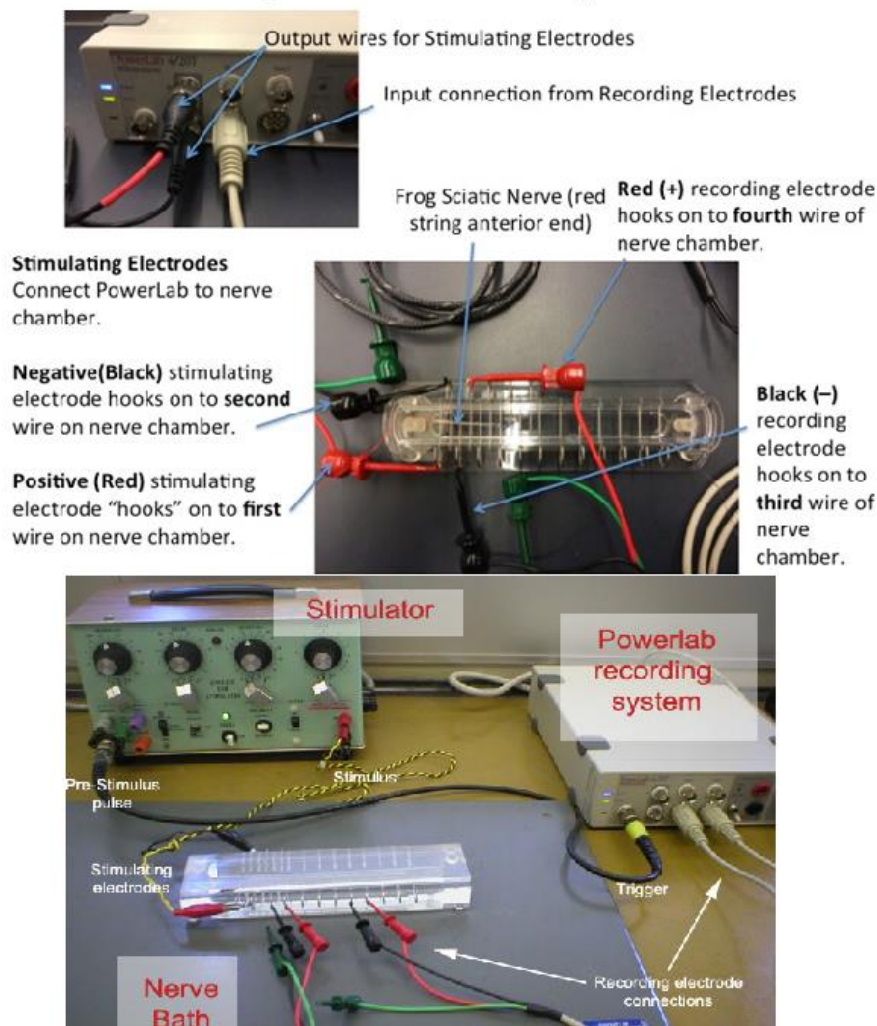 Output wires for Stimulating Electrodes
Input connection from Recording Electrodes
Frog Sciatic Nerve (red
string anterior end)
Red (+) recording electrode
hooks on to fourth wire of
nerve chamber.
Stimulating Electrodes
Connect PowerLab to nerve
chamber.
Negative(Black) stimulating
electrode hooks on to second
wire on nerve chamber.
Positive (Red) stimulating
electrode “hooks” on to first
wire on nerve chamber.
Black (–)
recording
electrode
hooks on to
third wire of
nerve
chamber.
Stimulator
Powerlab
recording
system
Pre-Stimulus
pulse
Stimulus
Stimulating
electrodes
Trigger
Recording electrode
connections
Nerve
Bath